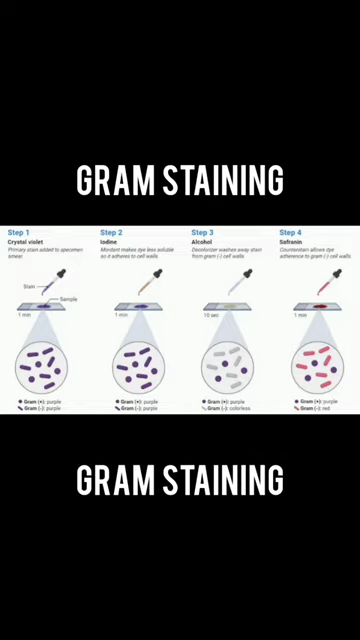 GRAM STAINING
Step 1
Crystal violet
Primary stain added to specimen
smear.
Stain
Sample
1 min
Gram (+): purple
Gram (-): purple
Step 2
Iodine
Mordant makes dye less soluble
so it adheres to cell walls.
1 min
Gram (+): purple
Gram (-): purple
Step 3
Alcohol
Decolorizer washes away stain
from gram (-) cell walls.
10 sec
Gram (+): purple
Gram (-): colorless
Step 4
Safranin
Counterstain allows dye
adherence to gram (-) cell walls.
1 min
Gram (+): purple
Gram (-): red
GRAM STAINING